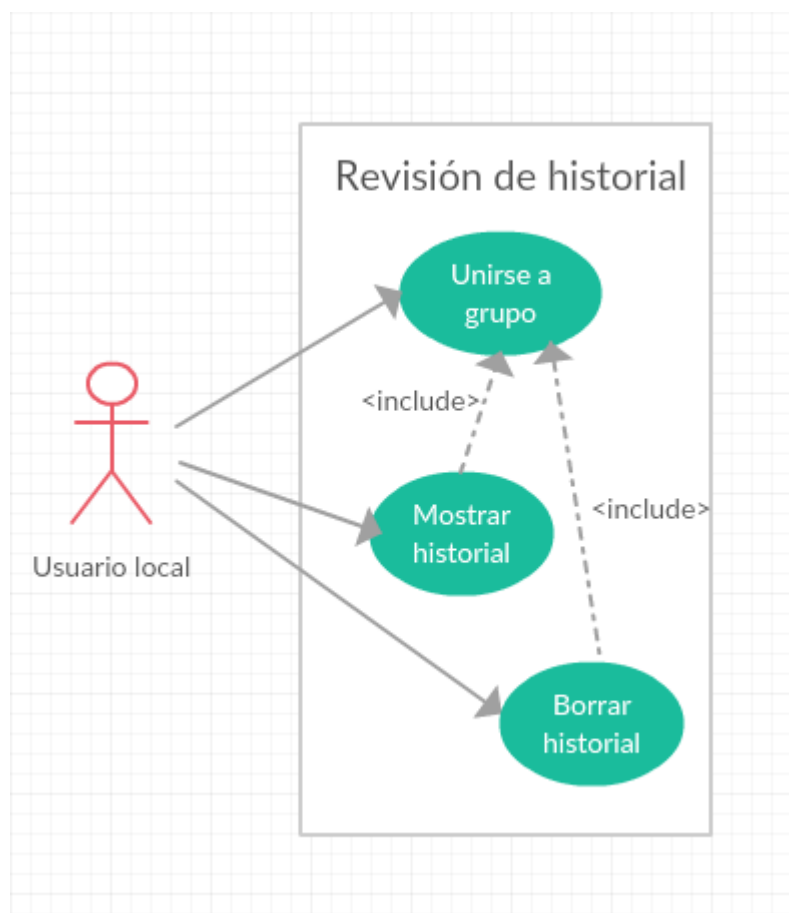 Revisión de historial
Unirse a
grupo
<include>
Mostrar
historial
<include>
Usuario local
Borrar
historial